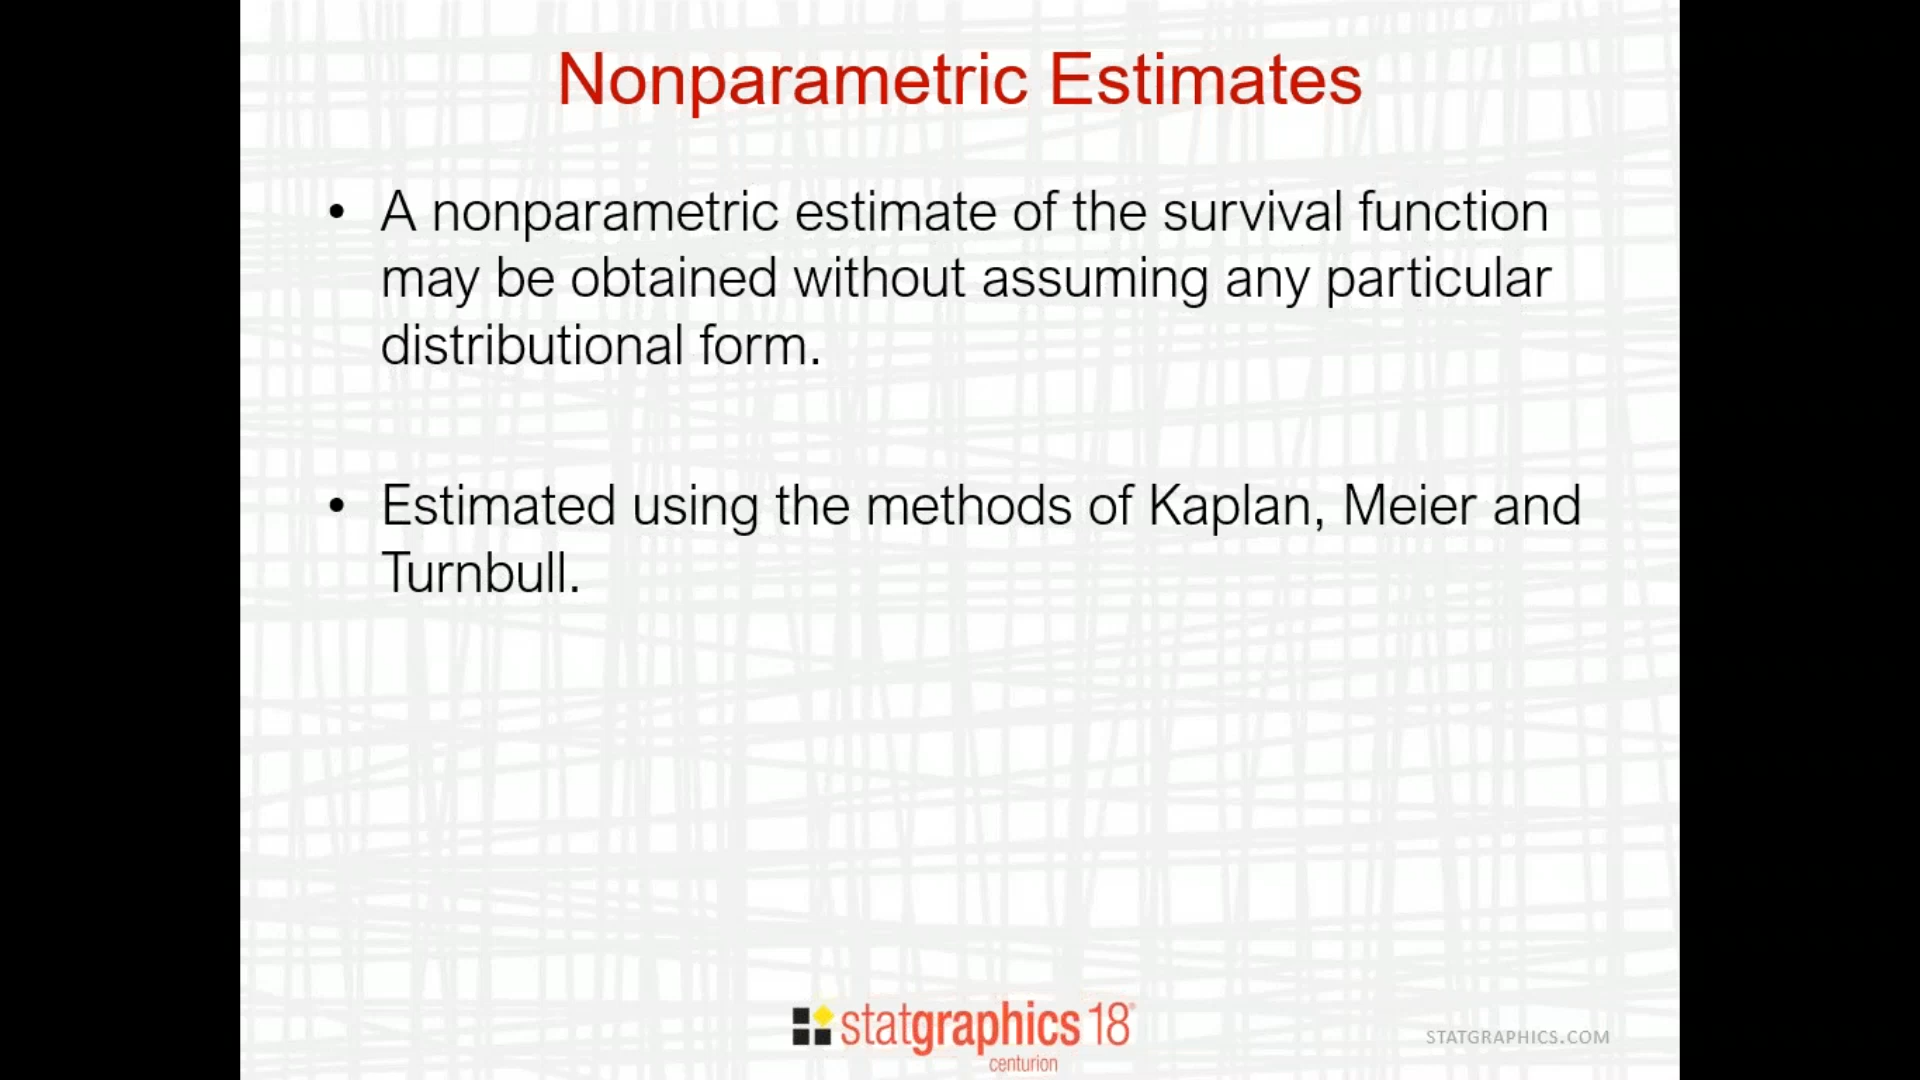 Nonparametric Estimates
• A nonparametric estimate of the survival function
may be obtained without assuming any particular
distributional form.
• Estimated using the methods of Kaplan, Meier and
Turnbull.
statgraphics 18®
centurion
STATGRAPHICS.COM